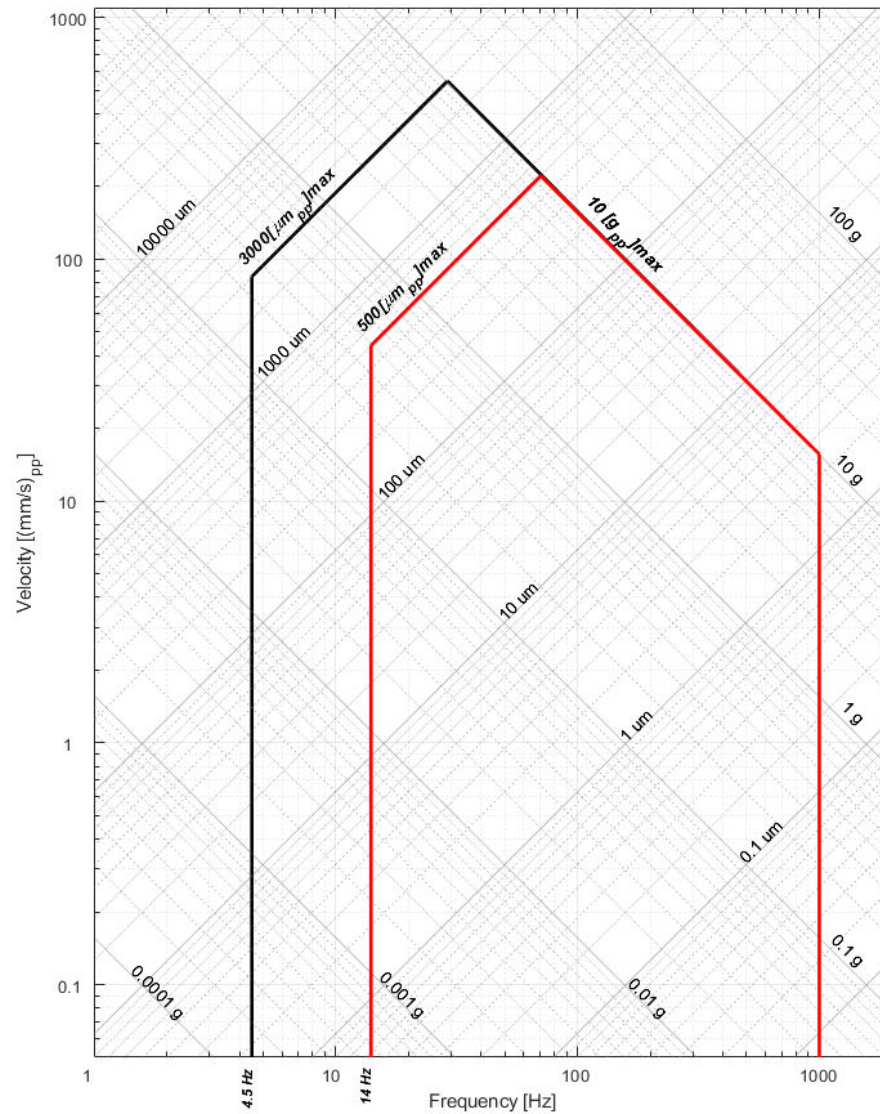 1000
100
10
1
0.1
Velocity [(mm/s)pp]
10000 um
3000[μm pp]max
10 [g pp]max
100 g
500[μm pp]max
1000 um
100 um
10 g
10 um
1 um
1 g
0.1 um
0.1 g
0.0001 g
0.001 g
0.01 g
1
10
100
1000
4.5 Hz
14 Hz
Frequency [Hz]